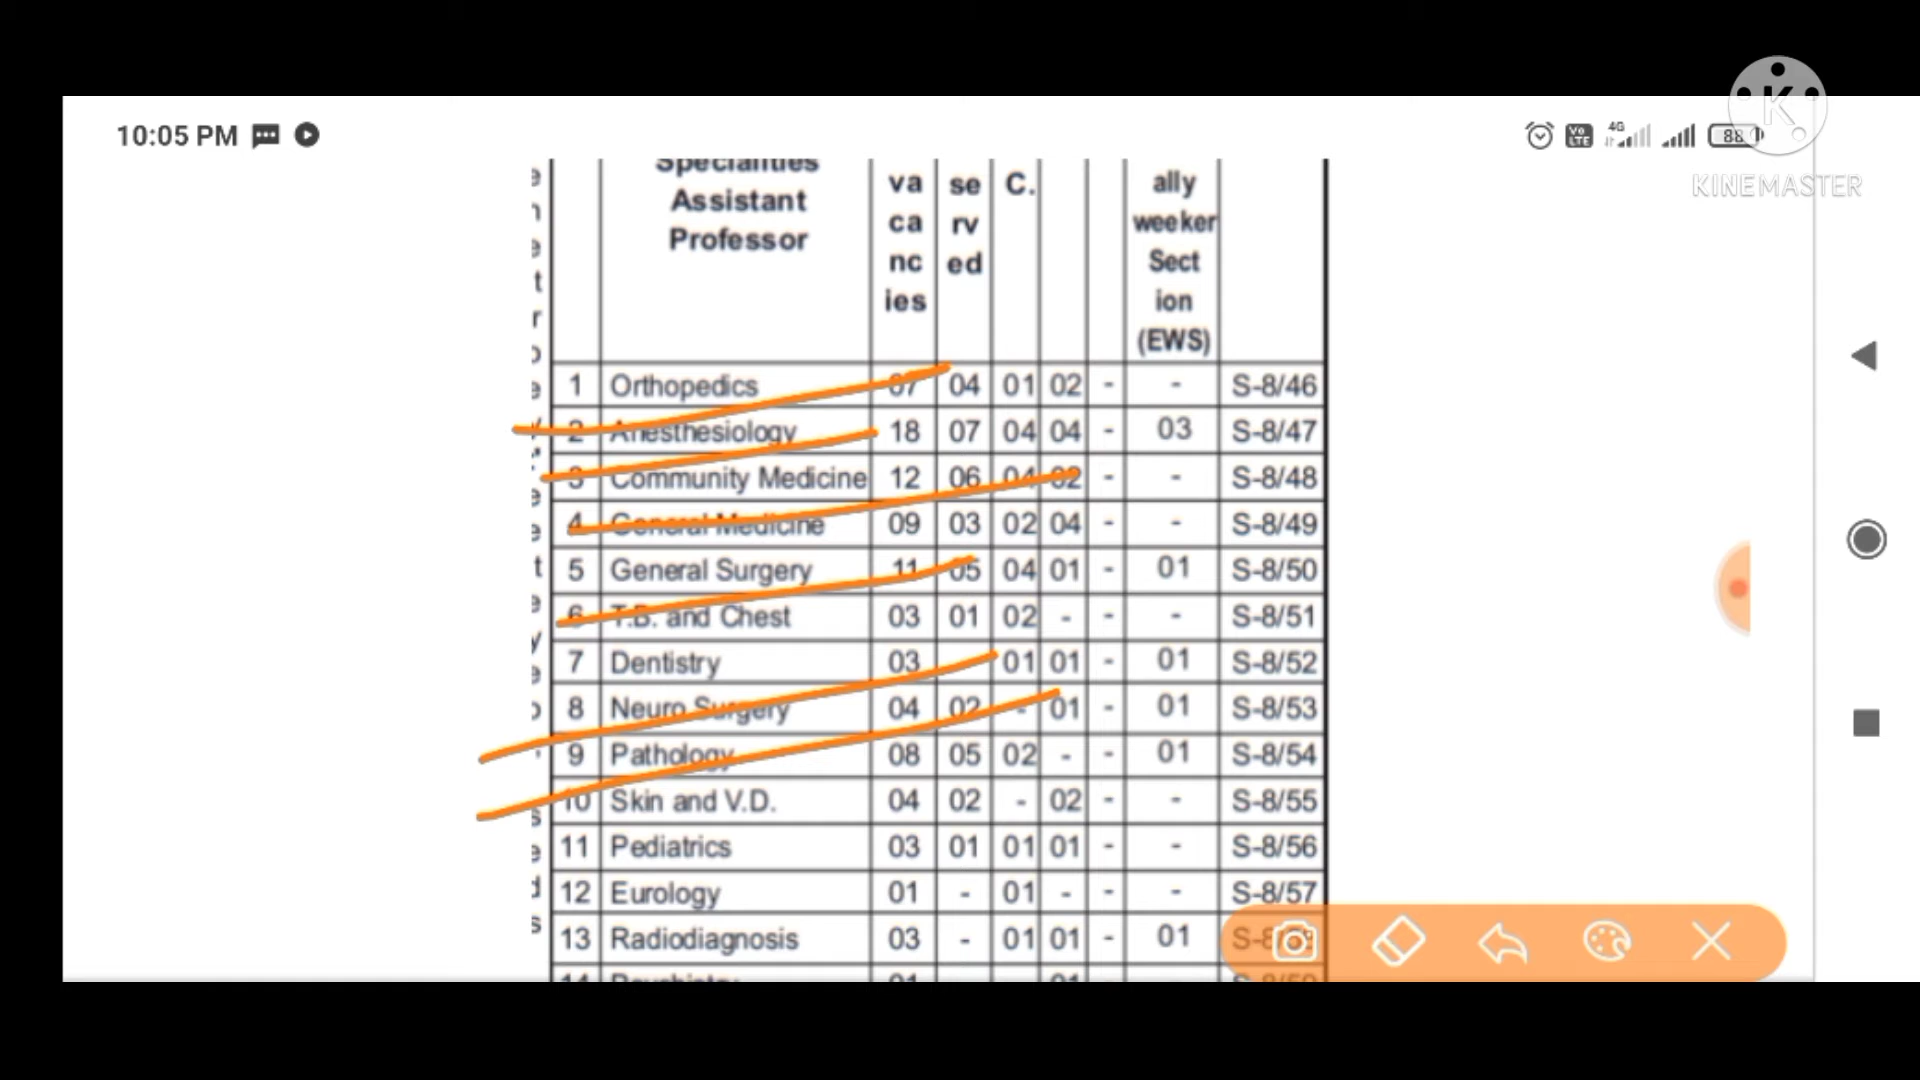 10:05 PM
4G
Vo
LTE
88
K
KINEMASTER
Specialities
Assistant
Professor
va
ca
nc
ies
se
rv
ed
C.
ally
weeker
Sect
ion
(EWS)
1 Orthopedics 07 04 01 02 - - S-8/46
2 Anesthesiology 18 07 04 04 - 03 S-8/47
3 Community Medicine 12 06 04 02 - - S-8/48
4 General Medicine 09 03 02 04 - - S-8/49
5 General Surgery 11 05 04 01 - 01 S-8/50
6 T.B. and Chest 03 01 02 - - - S-8/51
7 Dentistry 03 01 01 - 01 S-8/52
8 Neuro Surgery 04 02 - 01 - 01 S-8/53
9 Pathology 08 05 02 - - 01 S-8/54
10 Skin and V.D. 04 02 - 02 - - S-8/55
11 Pediatrics 03 01 01 01 - - S-8/56
12 Eurology 01 - 01 - - - S-8/57
13 Radiodiagnosis 03 - 01 01 - 01